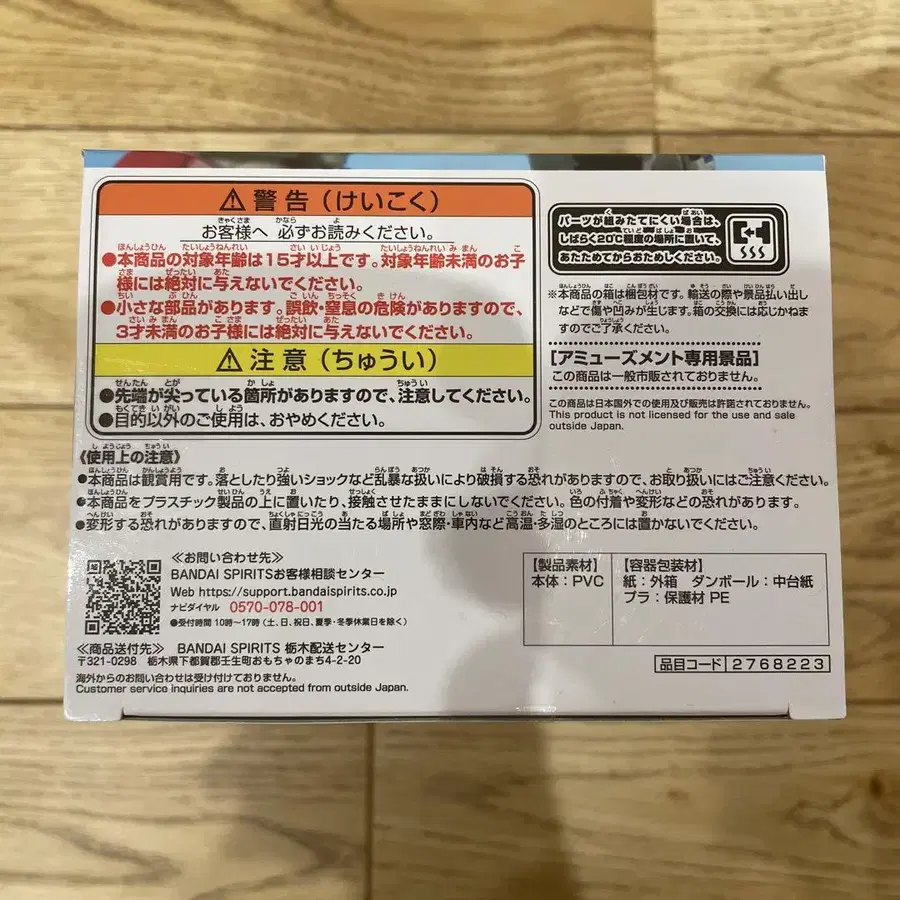 ⚠警告(けいこく)
お客様へ 必ずお読みください。
●本商品の対象年齢は15才以上です。対象年齢未満のお子
様には絶対に与えないでください。
●小さな部品があります。誤飲・窒息の危険がありますので、
3才未満のお子様には絶対に与えないでください。
⚠注意(ちゅうい)
●先端が尖っている箇所がありますので、注意してください。
●目的以外のご使用は、おやめください。
パーツが組みたてにくい場合は、
しばらく20℃程度の場所に置いて、
あたためてからおためしください。
※本商品の箱は梱包材です。輸送の際や景品払い出し
などで傷や凹みが生じます。箱の交換には応じかねま
すのでご了承ください。
【アミューズメント専用景品】
この商品は一般市販されておりません。
この商品は日本国外での使用及び販売は許諾されておりません。
This product is not licensed for the use and sale
outside Japan.
《使用上の注意》
●本商品は観賞用です。落としたり強いショックなど乱暴な扱いにより破損する恐れがありますので、お取り扱いにはご注意ください。
●本商品をプラスチック製品の上に置いたり、接触させたままにしないでください。色の付着や変形などの恐れがあります。
●変形する恐れがありますので、直射日光の当たる場所や窓際・車内など高温・多湿のところには置かないでください。
≪お問い合わせ先≫
BANDAI SPIRITSお客様相談センター
Web https://support.bandaispirits.co.jp
ナビダイヤル 0570-078-001
●受付時間 10時〜17時(土、日、祝日、夏季・冬季休業日を除く)
≪商品送付先≫ BANDAI SPIRITS 栃木配送センター
〒321-0298 栃木県下都賀郡壬生町おもちゃのまち4-2-20
海外からのお問い合わせは受け付けておりません。
Customer service inquiries are not accepted from outside Japan.
【製品素材】
本体:PVC
【容器包装材】
紙:外箱 ダンボール:中台紙
プラ:保護材 PE
品目コード 2768223